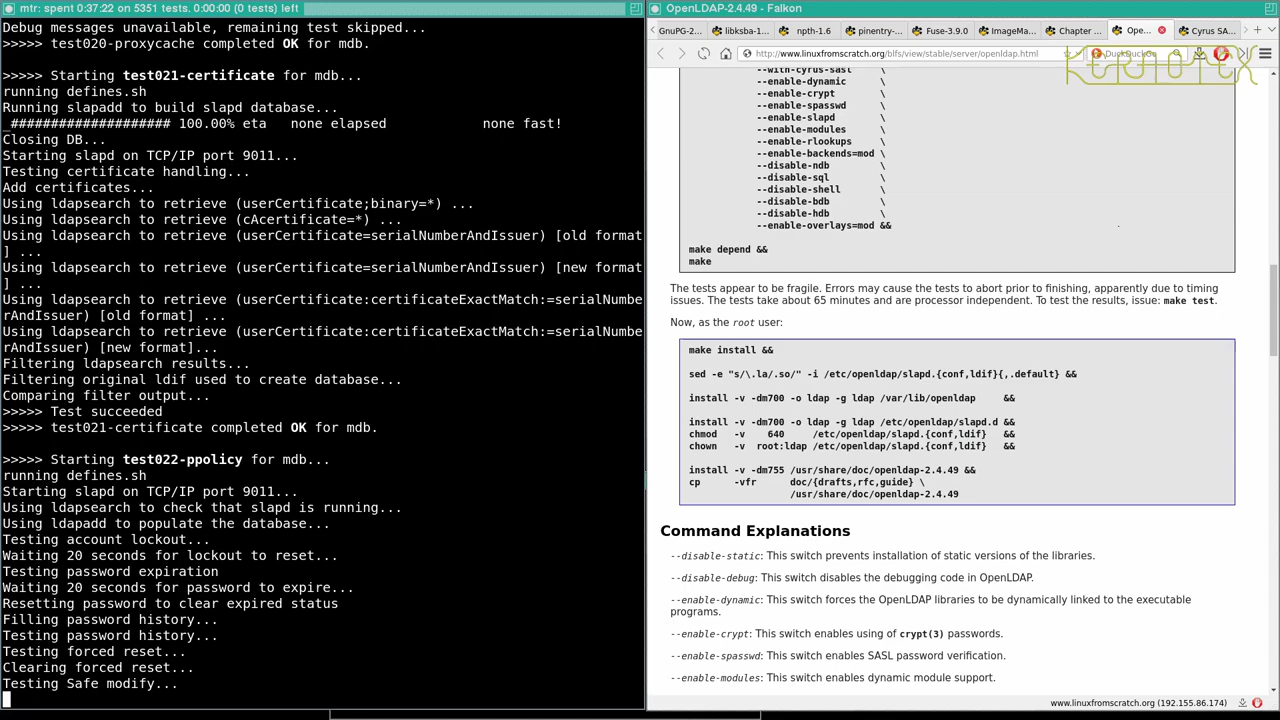 mtr: spent 0:37:22 on 5351 tests. 0:00:00 (0 tests) left
Debug messages unavailable, remaining test skipped...
>>>>> test020-proxycache completed OK for mdb.
>>>>> Starting test021-certificate for mdb...
running defines.sh
Running slapadd to build slapd database...
_#################### 100.00% eta   none elapsed            none fast!
Closing DB...
Starting slapd on TCP/IP port 9011...
Testing certificate handling...
Add certificates...
Using ldapsearch to retrieve (userCertificate;binary=*) ...
Using ldapsearch to retrieve (cAcertificate=*) ...
Using ldapsearch to retrieve (userCertificate=serialNumberAndIssuer) [old format
] ...
Using ldapsearch to retrieve (userCertificate=serialNumberAndIssuer) [new format
] ...
Using ldapsearch to retrieve (userCertificate:certificateExactMatch:=serialNumbe
rAndIssuer) [old format] ...
Using ldapsearch to retrieve (userCertificate:certificateExactMatch:=serialNumbe
rAndIssuer) [new format]...
Filtering ldapsearch results...
Filtering original ldif used to create database...
Comparing filter output...
>>>>> Test succeeded
>>>>> test021-certificate completed OK for mdb.
>>>>> Starting test022-ppolicy for mdb...
running defines.sh
Starting slapd on TCP/IP port 9011...
Using ldapsearch to check that slapd is running...
Using ldapadd to populate the database...
Testing account lockout...
Waiting 20 seconds for lockout to reset...
Testing password expiration
Waiting 20 seconds for password to expire...
Resetting password to clear expired status
Filling password history...
Testing password history...
Testing forced reset...
Clearing forced reset...
Testing Safe modify...
OpenLDAP-2.4.49 - Falkon
GnuPG-2... libksba-1... npth-1.6 pinentry-... Fuse-3.9.0 ImageMa... Chapter ... Ope... Cyrus SA...
http://www.linuxfromscratch.org/blfs/view/stable/server/openldap.html DuckDuckGo
KERNOTEX
--with-cyrus-sasl \
--enable-dynamic \
--enable-crypt \
--enable-spasswd \
--enable-slapd \
--enable-modules \
--enable-rlookups \
--enable-backends=mod \
--disable-ndb \
--disable-sql \
--disable-shell \
--disable-bdb \
--disable-hdb \
--enable-overlays=mod &&
make depend &&
make
The tests appear to be fragile. Errors may cause the tests to abort prior to finishing, apparently due to timing
issues. The tests take about 65 minutes and are processor independent. To test the results, issue: make test.
Now, as the root user:
make install &&
sed -e "s/\.la/.so/" -i /etc/openldap/slapd.{conf,ldif}{,.default} &&
install -v -dm700 -o ldap -g ldap /var/lib/openldap &&
install -v -dm700 -o ldap -g ldap /etc/openldap/slapd.d &&
chmod -v 640 /etc/openldap/slapd.{conf,ldif} &&
chown -v root:ldap /etc/openldap/slapd.{conf,ldif} &&
install -v -dm755 /usr/share/doc/openldap-2.4.49 &&
cp -vfr doc/{drafts,rfc,guide} \
/usr/share/doc/openldap-2.4.49
Command Explanations
--disable-static: This switch prevents installation of static versions of the libraries.
--disable-debug: This switch disables the debugging code in OpenLDAP.
--enable-dynamic: This switch forces the OpenLDAP libraries to be dynamically linked to the executable
programs.
--enable-crypt: This switch enables using of crypt(3) passwords.
--enable-spasswd: This switch enables SASL password verification.
--enable-modules: This switch enables dynamic module support.
www.linuxfromscratch.org (192.155.86.174)